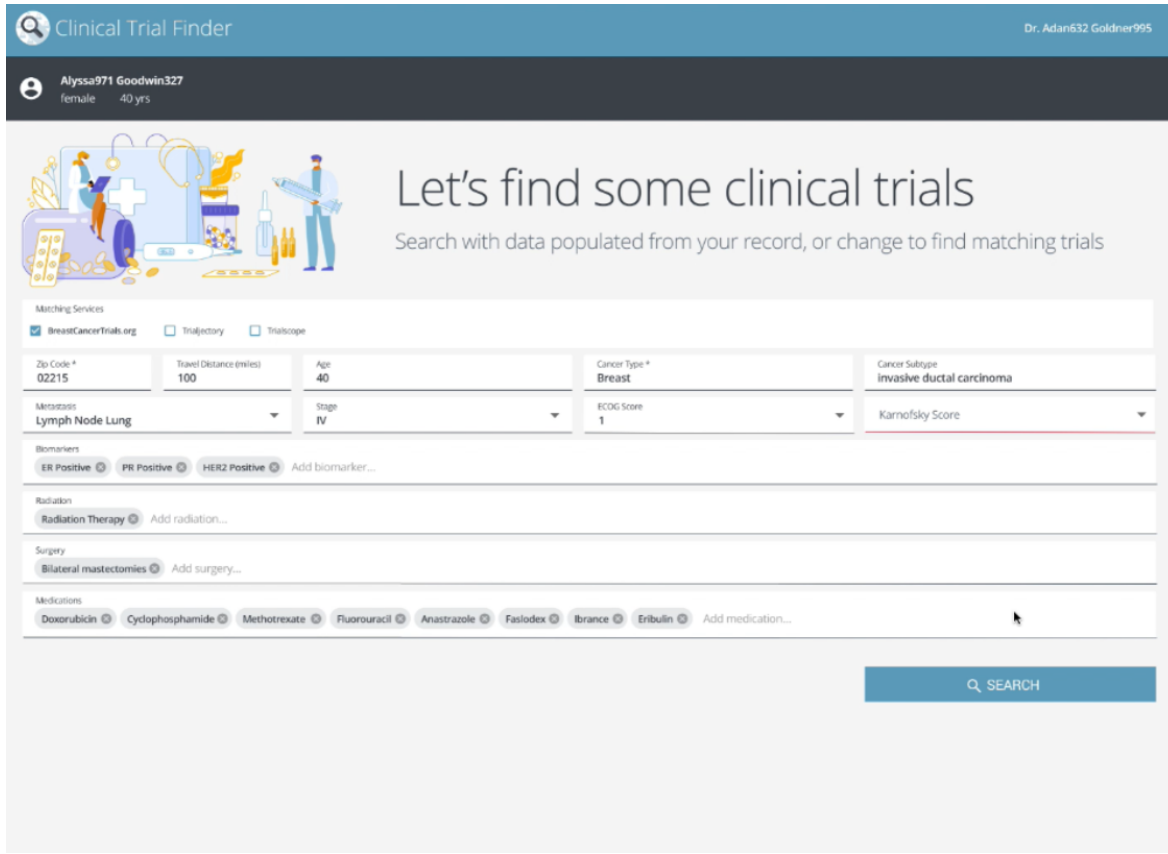 Clinical Trial Finder
Dr. Adan632 Goldner995
Alyssa971 Goodwin327
female 40 yrs
Let's find some clinical trials
Search with data populated from your record, or change to find matching trials
Matching Services
BreastCancerTrials.org Trialjectory Trialscope
Zip Code * Travel Distance (miles) Age Cancer Type * Cancer Subtype
02215 100 40 Breast invasive ductal carcinoma
Metastasis Stage ECOG Score
Lymph Node Lung IV 1 Karnofsky Score
Biomarkers
ER Positive PR Positive HER2 Positive Add biomarker...
Radiation
Radiation Therapy Add radiation...
Surgery
Bilateral mastectomies Add surgery...
Medications
Doxorubicin Cyclophosphamide Methotrexate Fluorouracil Anastrazole Faslodex Ibrance Eribulin Add medication...
SEARCH